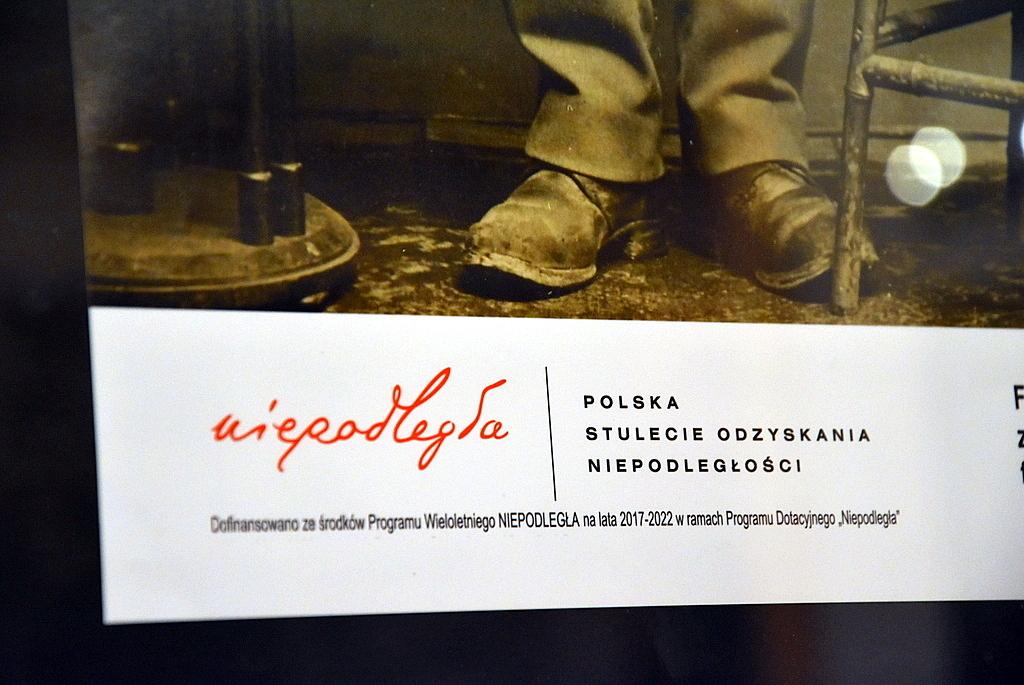 niepodległa
POLSKA
STULECIE ODZYSKANIA
NIEPODLEGŁOŚCI
Dofinansowano ze środków Programu Wieloletniego NIEPODLEGŁA na lata 2017-2022 w ramach Programu Dotacyjnego „Niepodległa”